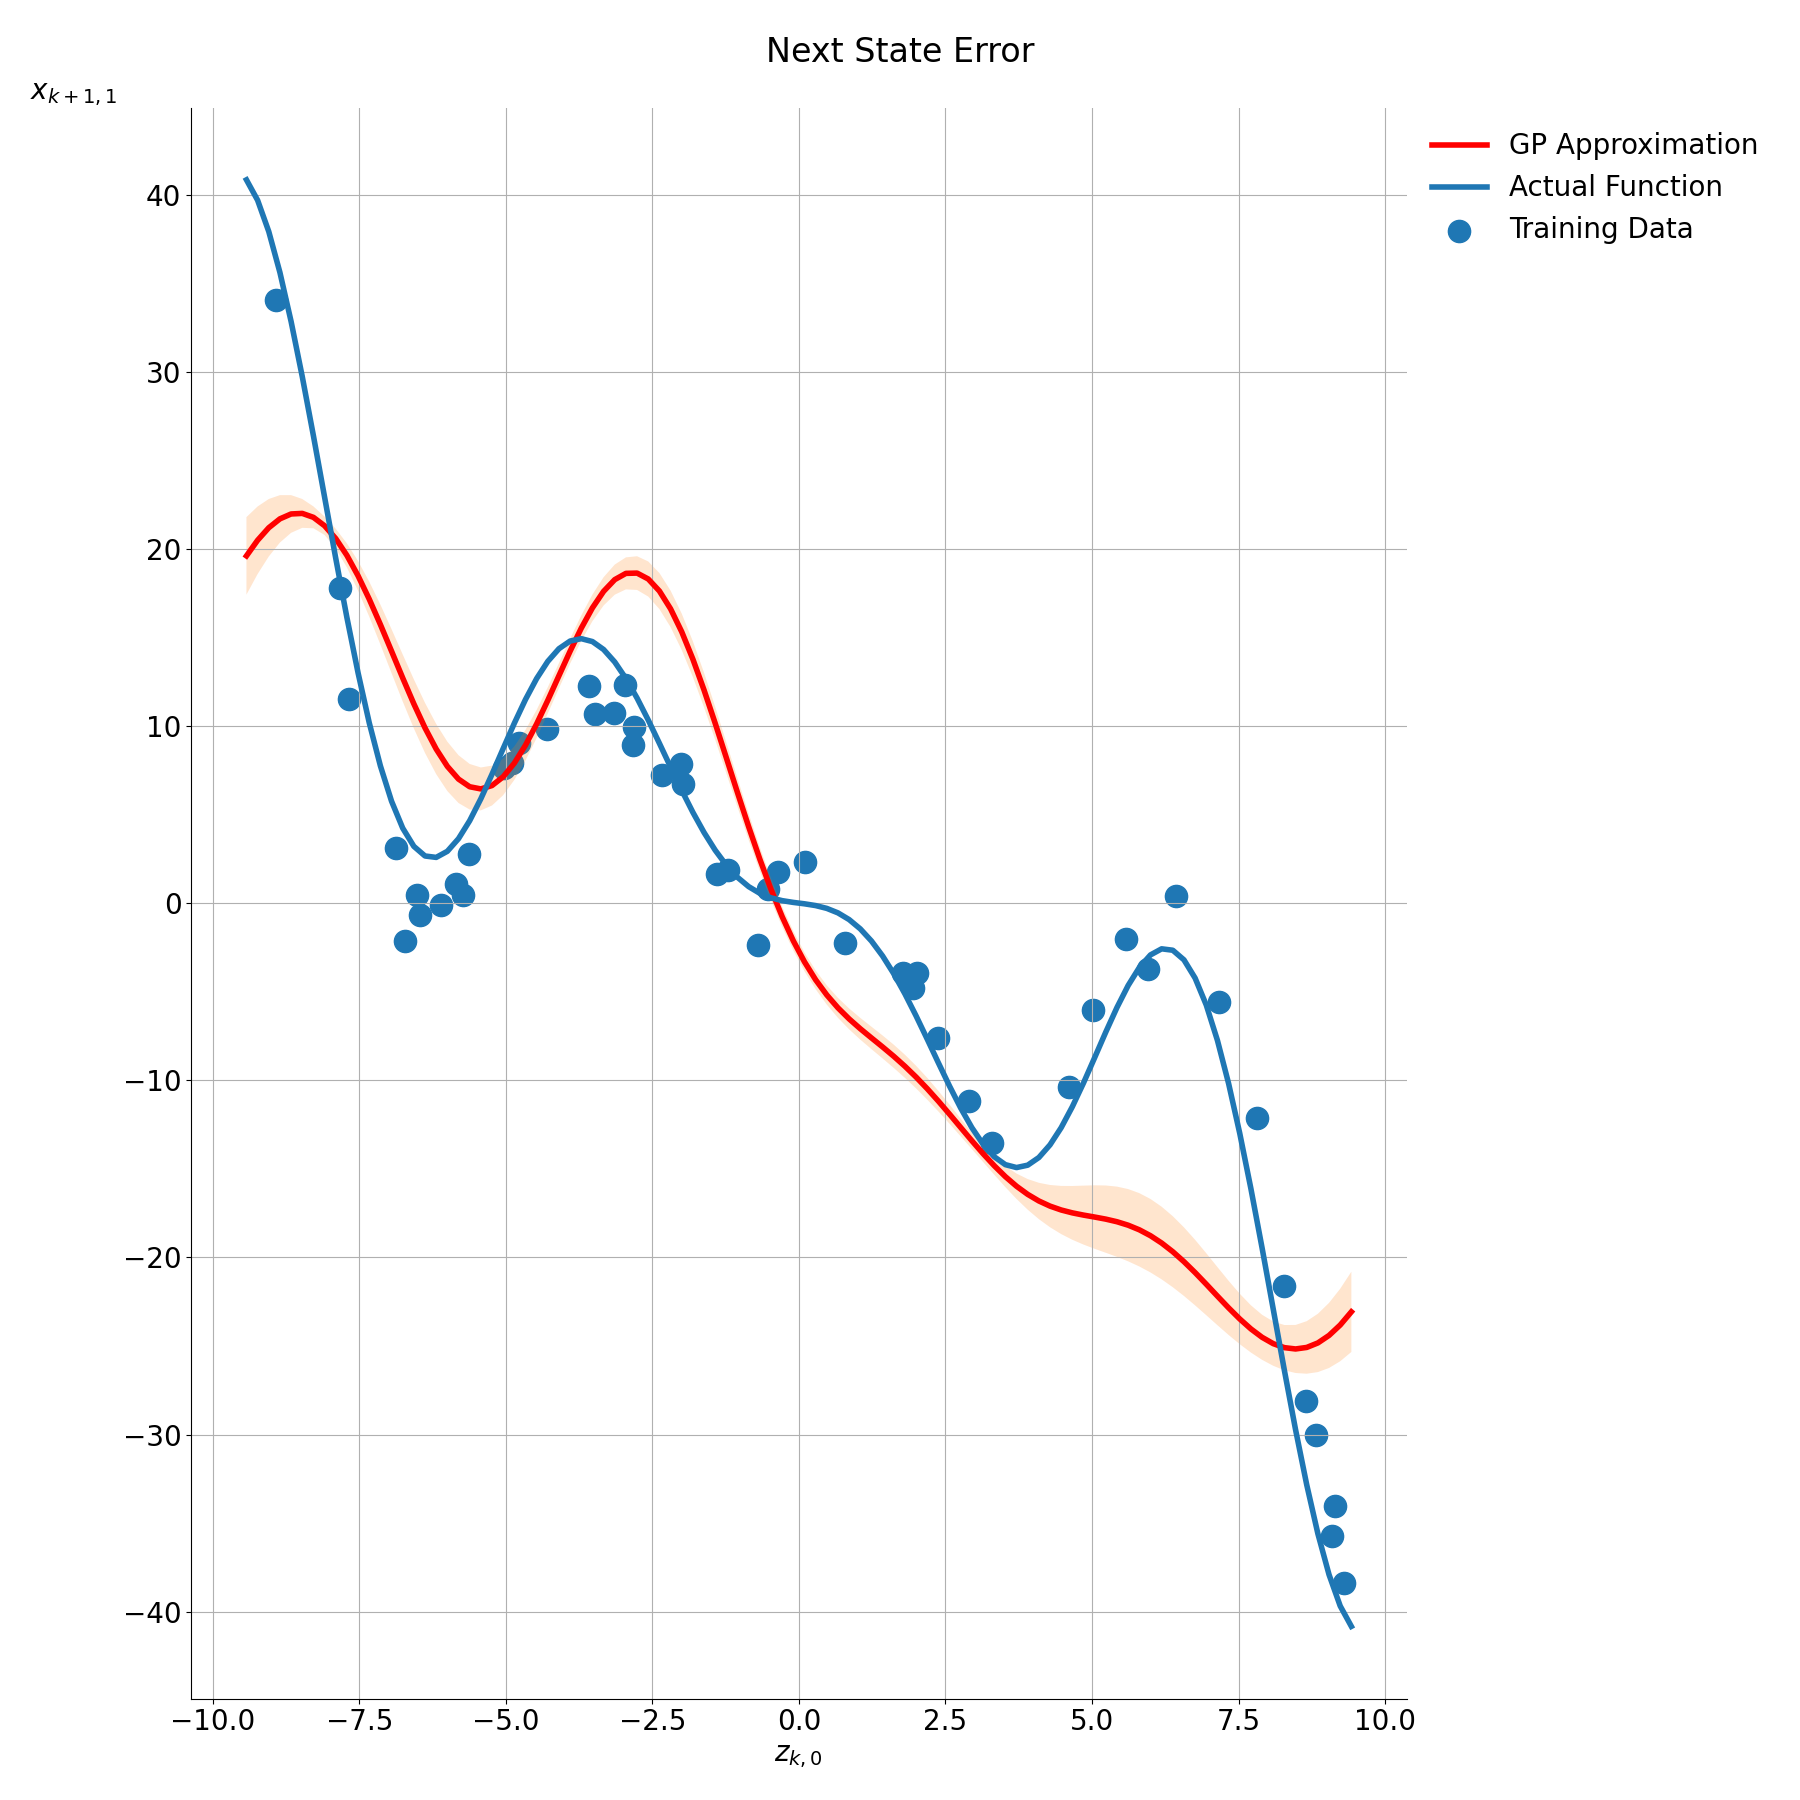 Next State Error
x_{k+1,1}
GP Approximation
Actual Function
Training Data
40
30
20
10
0
−10
−20
−30
−40
−10.0 −7.5 −5.0 −2.5 0.0 2.5 5.0 7.5 10.0
z_{k,0}